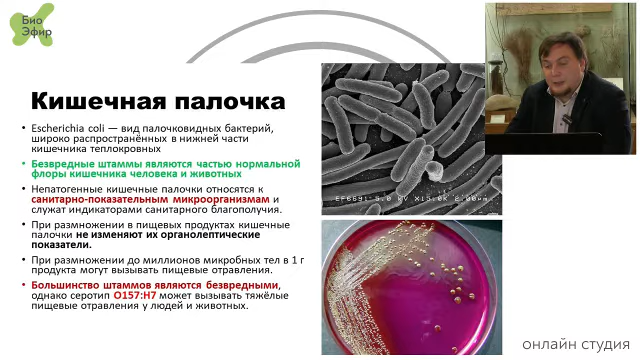 Био
Эфир
Кишечная палочка
• Escherichia coli — вид палочковидных бактерий,
широко распространённых в нижней части
кишечника теплокровных
• Безвредные штаммы являются частью нормальной
флоры кишечника человека и животных
• Непатогенные кишечные палочки относятся к
санитарно-показательным микроорганизмам и
служат индикаторами санитарного благополучия.
• При размножении в пищевых продуктах кишечные
палочки не изменяют их органолептические
показатели.
• При размножении до миллионов микробных тел в 1 г
продукта могут вызывать пищевые отравления.
• Большинство штаммов являются безвредными,
однако серотип O157:H7 может вызывать тяжёлые
пищевые отравления у людей и животных.
онлайн студия